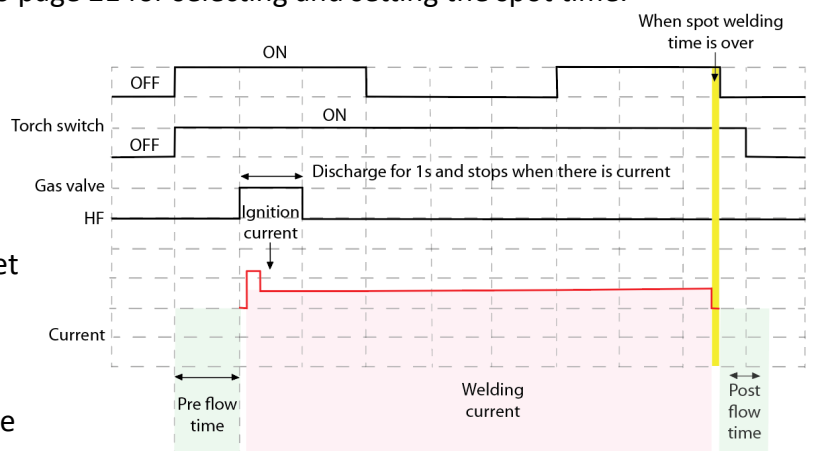 page 21 for selecting and setting the spot time.
When spot welding
time is over
ON
OFF
Torch switch
ON
OFF
Gas valve
Discharge for 1s and stops when there is current
HF
Ignition
current
et
Current
Pre flow
time
Welding
current
Post
flow
time
e